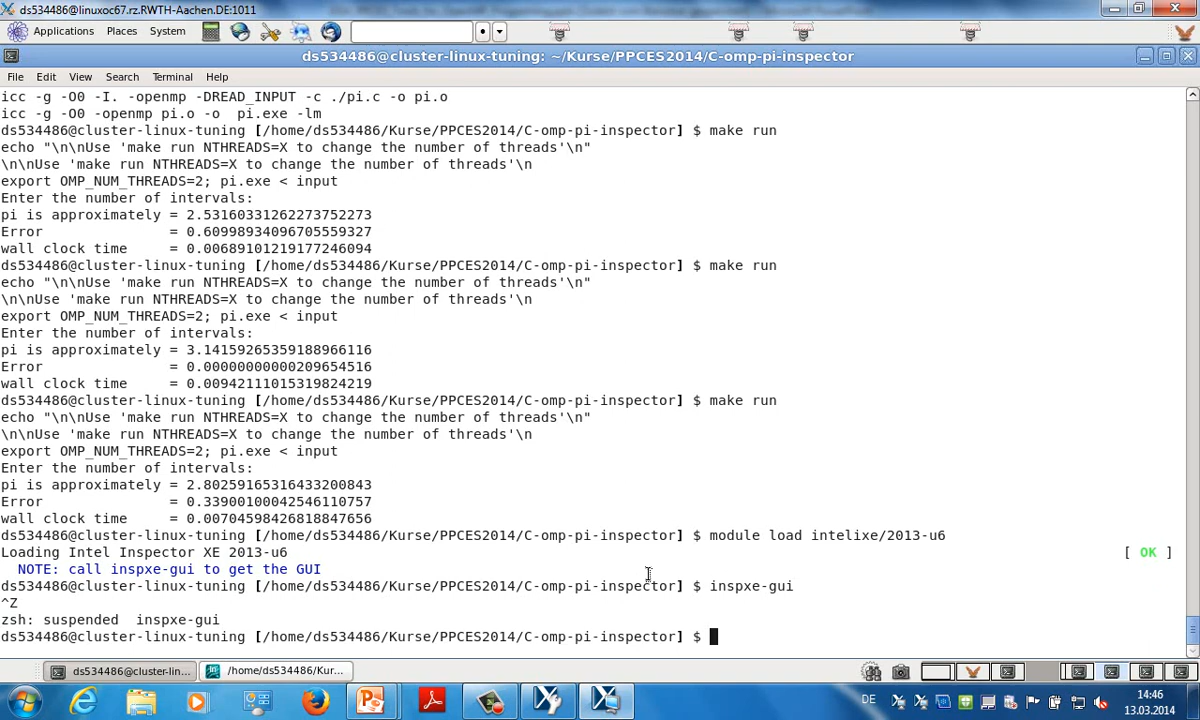 ds534486@linuxoc67.rz.RWTH-Aachen.DE:1011
Applications Places System
ds534486@cluster-linux-tuning: ~/Kurse/PPCES2014/C-omp-pi-inspector
File Edit View Search Terminal Help
icc -g -O0 -I. -openmp -DREAD_INPUT -c ./pi.c -o pi.o
icc -g -O0 -openmp pi.o -o  pi.exe -lm
ds534486@cluster-linux-tuning [/home/ds534486/Kurse/PPCES2014/C-omp-pi-inspector] $ make run
echo "\n\nUse 'make run NTHREADS=X to change the number of threads'\n"
\n\nUse 'make run NTHREADS=X to change the number of threads'\n
export OMP_NUM_THREADS=2; pi.exe < input
Enter the number of intervals:
pi is approximately = 2.53160331262273752273
Error               = 0.60998934096705559327
wall clock time     = 0.00689101219177246094
ds534486@cluster-linux-tuning [/home/ds534486/Kurse/PPCES2014/C-omp-pi-inspector] $ make run
echo "\n\nUse 'make run NTHREADS=X to change the number of threads'\n"
\n\nUse 'make run NTHREADS=X to change the number of threads'\n
export OMP_NUM_THREADS=2; pi.exe < input
Enter the number of intervals:
pi is approximately = 3.14159265359188966116
Error               = 0.00000000000209654516
wall clock time     = 0.00942111015319824219
ds534486@cluster-linux-tuning [/home/ds534486/Kurse/PPCES2014/C-omp-pi-inspector] $ make run
echo "\n\nUse 'make run NTHREADS=X to change the number of threads'\n"
\n\nUse 'make run NTHREADS=X to change the number of threads'\n
export OMP_NUM_THREADS=2; pi.exe < input
Enter the number of intervals:
pi is approximately = 2.80259165316433200843
Error               = 0.33900100042546110757
wall clock time     = 0.00704598426818847656
ds534486@cluster-linux-tuning [/home/ds534486/Kurse/PPCES2014/C-omp-pi-inspector] $ module load intelixe/2013-u6
Loading Intel Inspector XE 2013-u6 [ OK ]
NOTE: call inspxe-gui to get the GUI
ds534486@cluster-linux-tuning [/home/ds534486/Kurse/PPCES2014/C-omp-pi-inspector] $ inspxe-gui
^Z
zsh: suspended  inspxe-gui
ds534486@cluster-linux-tuning [/home/ds534486/Kurse/PPCES2014/C-omp-pi-inspector] $
ds534486@cluster-lin... /home/ds534486/Kur...
DE
14:46
13.03.2014